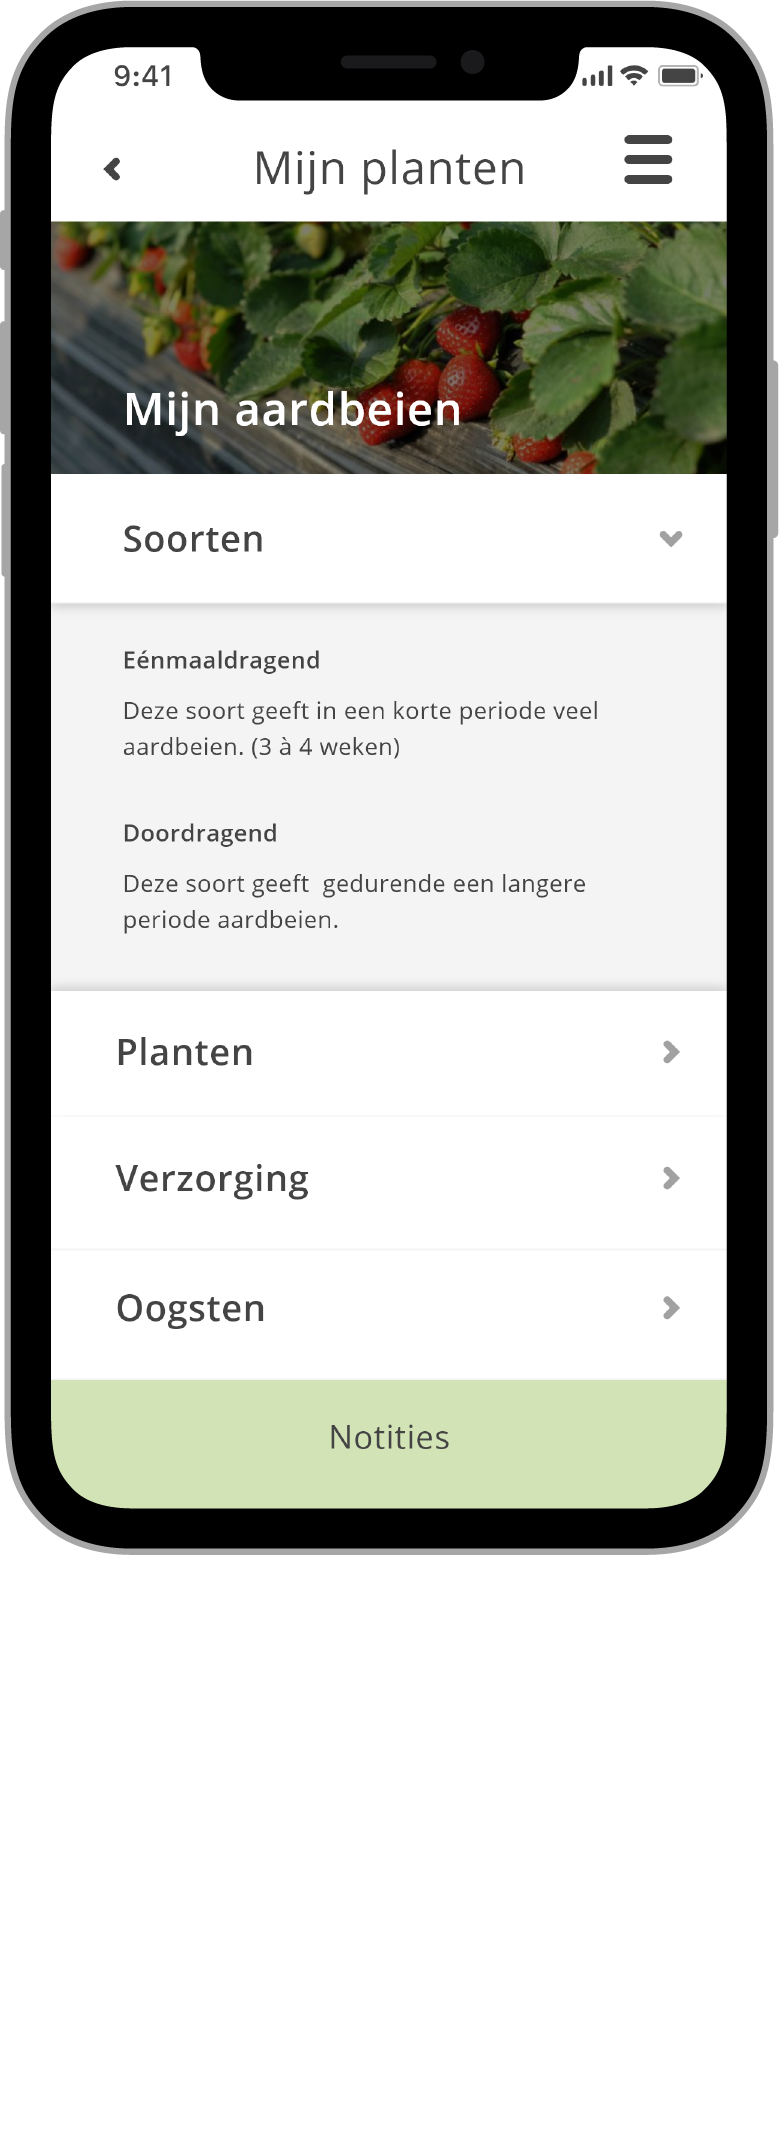 9:41
Mijn planten
Mijn aardbeien
Soorten
Eénmaaldragend
Deze soort geeft in een korte periode veel
aardbeien. (3 à 4 weken)
Doordragend
Deze soort geeft  gedurende een langere
periode aardbeien.
Planten
Verzorging
Oogsten
Notities